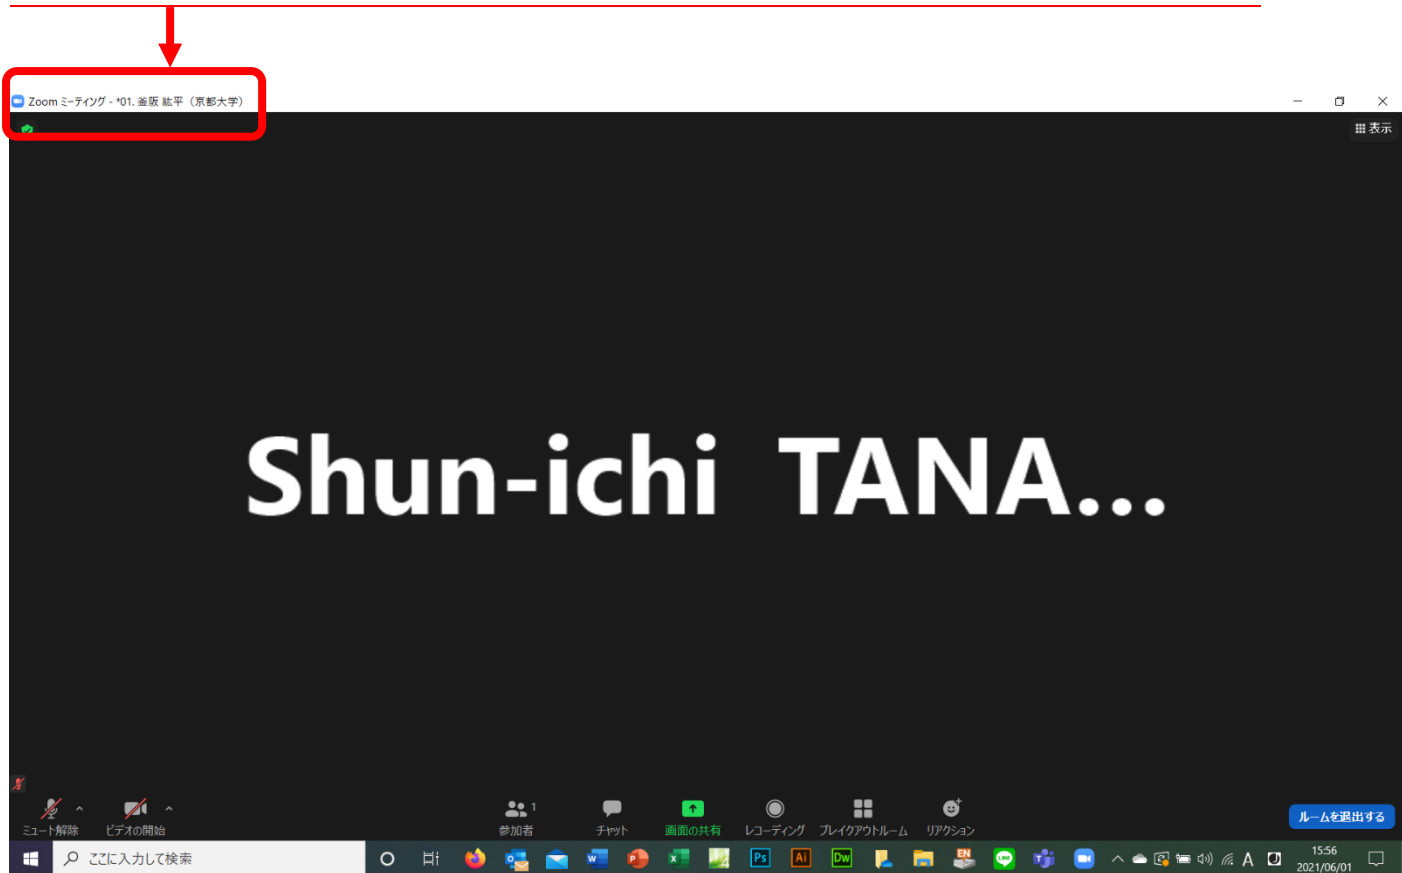 Zoom ミーティング - *01. 釜阪 紘平（京都大学）
表示
Shun-ichi TANA...
1
ミュート解除 ビデオの開始 参加者 チャット 画面の共有 レコーディング ブレイクアウトルーム リアクション ルームを退出する
ここに入力して検索
Ps Ai Dw EN A
15:56
2021/06/01